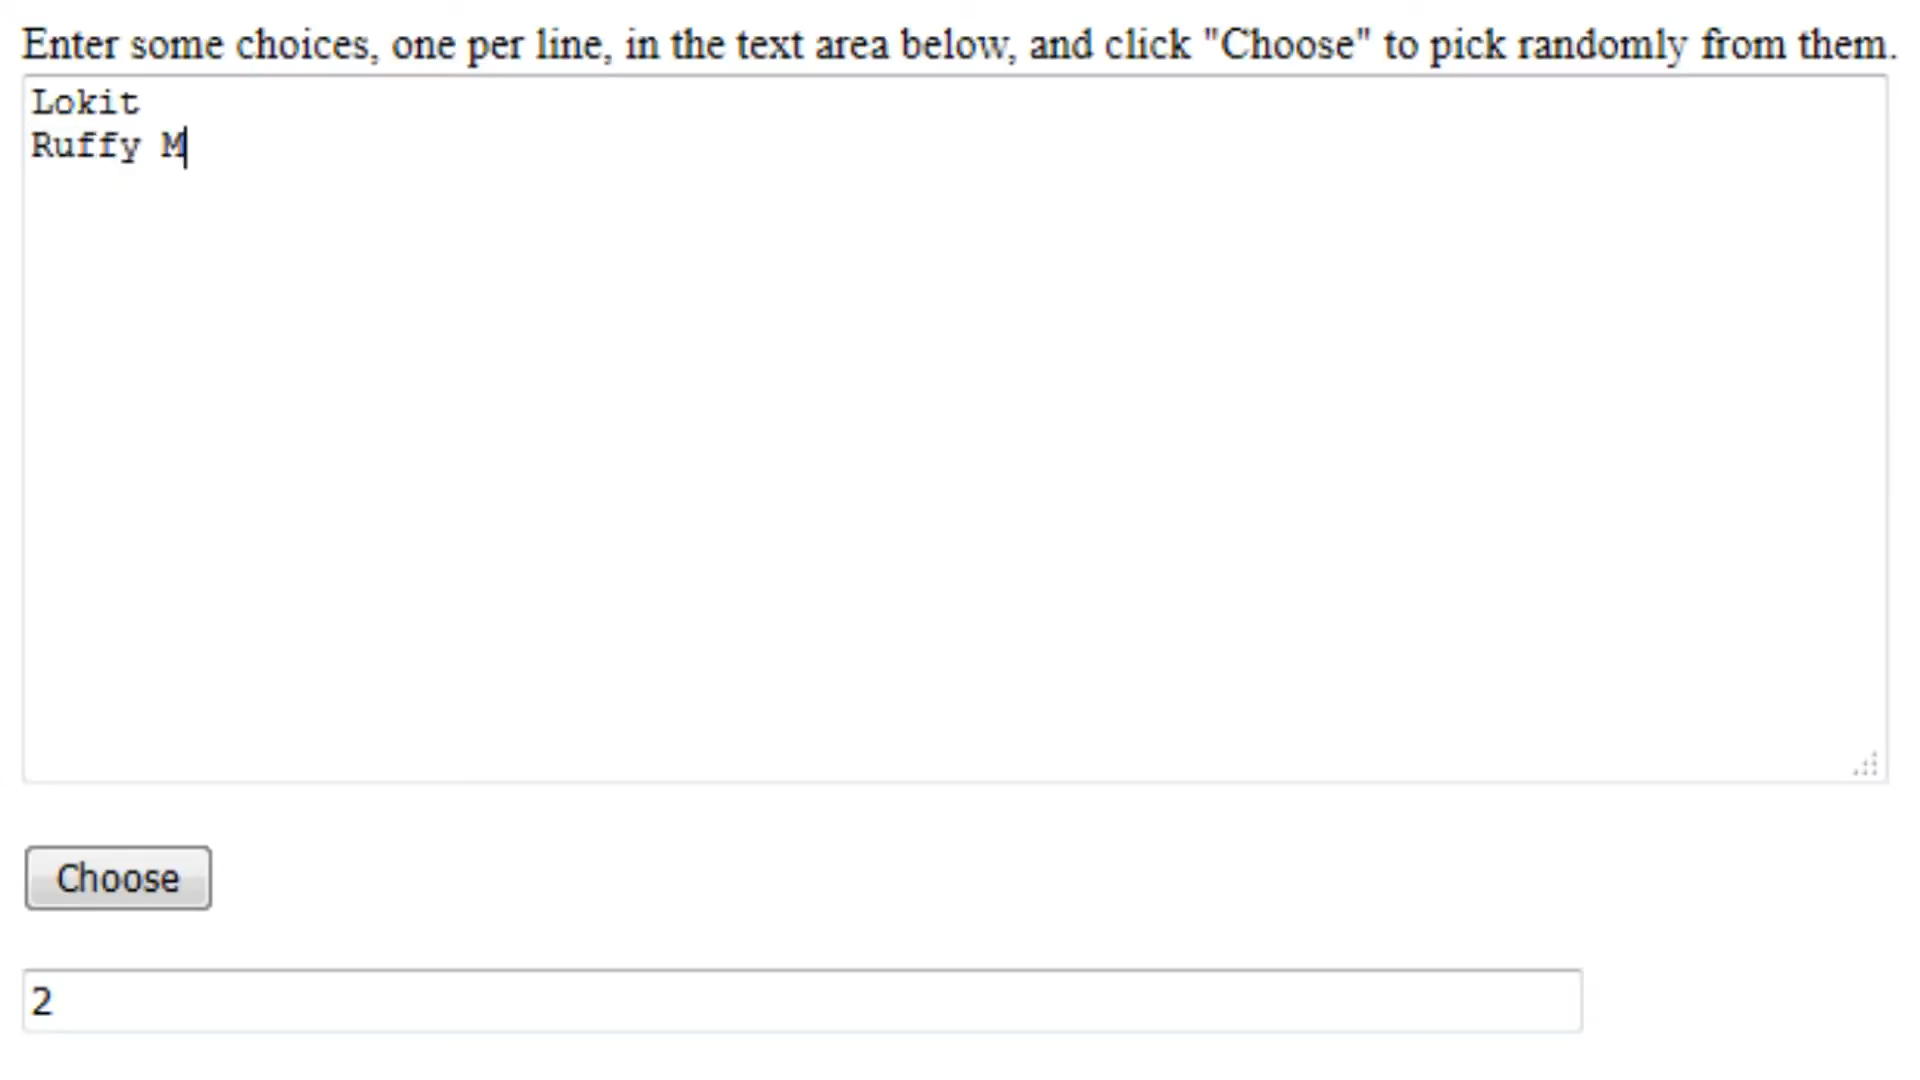 Enter some choices, one per line, in the text area below, and click "Choose" to pick randomly from them.
Lokit
Ruffy M
Choose
2